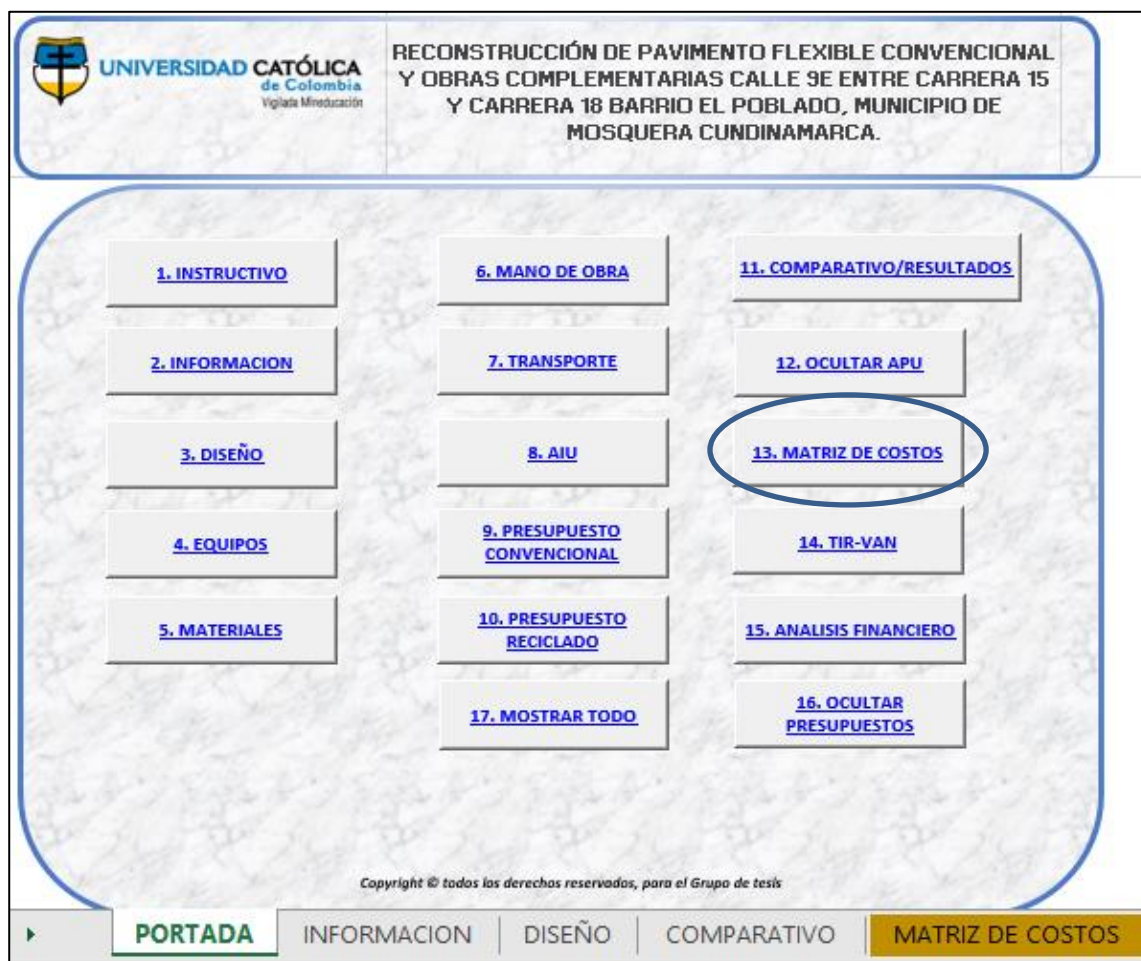 UNIVERSIDAD CATÓLICA
de Colombia
Vigilada Mineducación
RECONSTRUCCIÓN DE PAVIMENTO FLEXIBLE CONVENCIONAL
Y OBRAS COMPLEMENTARIAS CALLE 9E ENTRE CARRERA 15
Y CARRERA 18 BARRIO EL POBLADO, MUNICIPIO DE
MOSQUERA CUNDINAMARCA.
1. INSTRUCTIVO
2. INFORMACION
3. DISEÑO
4. EQUIPOS
5. MATERIALES
6. MANO DE OBRA
7. TRANSPORTE
8. AIU
9. PRESUPUESTO
CONVENCIONAL
10. PRESUPUESTO
RECICLADO
17. MOSTRAR TODO
11. COMPARATIVO/RESULTADOS
12. OCULTAR APU
13. MATRIZ DE COSTOS
14. TIR-VAN
15. ANALISIS FINANCIERO
16. OCULTAR
PRESUPUESTOS
Copyright © todos los derechos reservados, para el Grupo de tesis
PORTADA
INFORMACION
DISEÑO
COMPARATIVO
MATRIZ DE COSTOS